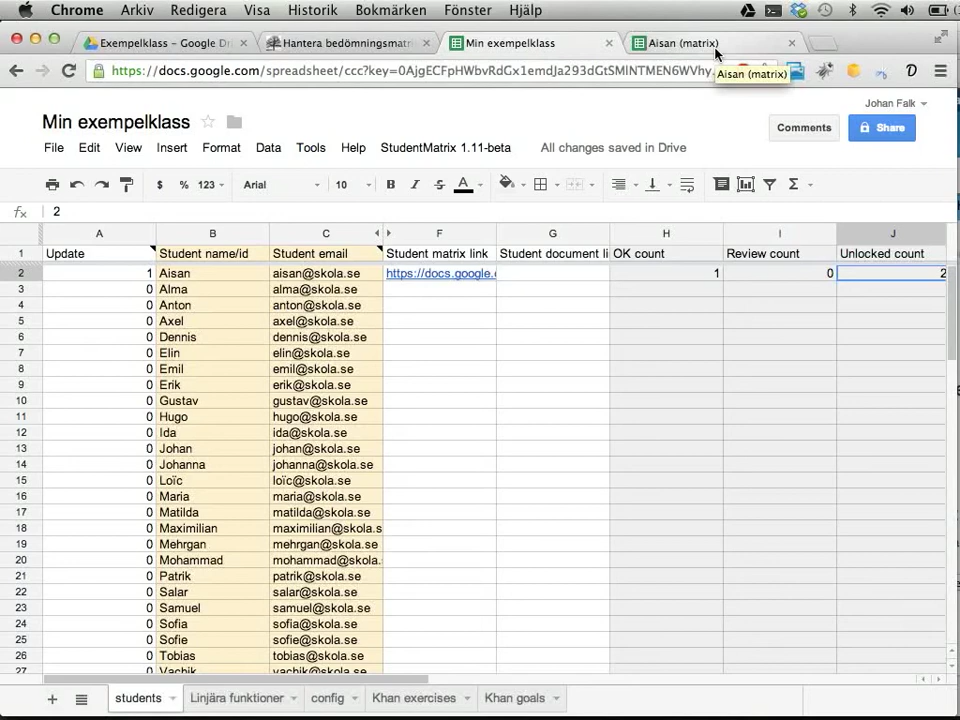 Chrome Arkiv Redigera Visa Historik Bokmärken Fönster Hjälp
Exempelklass – Google D
Hantera bedömningsmatr
Min exempelklass
Aisan (matrix)
https://docs.google.com/spreadsheet/ccc?key=0AjgECFpHWbvRdGx1emdJa293dGtSMlNTMEN6WVhy
Aisan (matrix)
Johan Falk
Min exempelklass
Comments
Share
File Edit View Insert Format Data Tools Help StudentMatrix 1.11-beta All changes saved in Drive
$ % 123 Arial 10 B I S A Σ
fx 2
A B C F G H I J
1 Update Student name/id Student email Student matrix link Student document li OK count Review count Unlocked count
2 1 Aisan aisan@skola.se https://docs.google.c 1 0 2
3 0 Alma alma@skola.se
4 0 Anton anton@skola.se
5 0 Axel axel@skola.se
6 0 Dennis dennis@skola.se
7 0 Elin elin@skola.se
8 0 Emil emil@skola.se
9 0 Erik erik@skola.se
10 0 Gustav gustav@skola.se
11 0 Hugo hugo@skola.se
12 0 Ida ida@skola.se
13 0 Johan johan@skola.se
14 0 Johanna johanna@skola.se
15 0 Loïc loïc@skola.se
16 0 Maria maria@skola.se
17 0 Matilda matilda@skola.se
18 0 Maximilian maximilian@skola.s
19 0 Mehrgan mehrgan@skola.se
20 0 Mohammad mohammad@skola.
21 0 Patrik patrik@skola.se
22 0 Salar salar@skola.se
23 0 Samuel samuel@skola.se
24 0 Sofia sofia@skola.se
25 0 Sofie sofie@skola.se
26 0 Tobias tobias@skola.se
27 0 Vachik vachik@skola.se
students Linjära funktioner config Khan exercises Khan goals